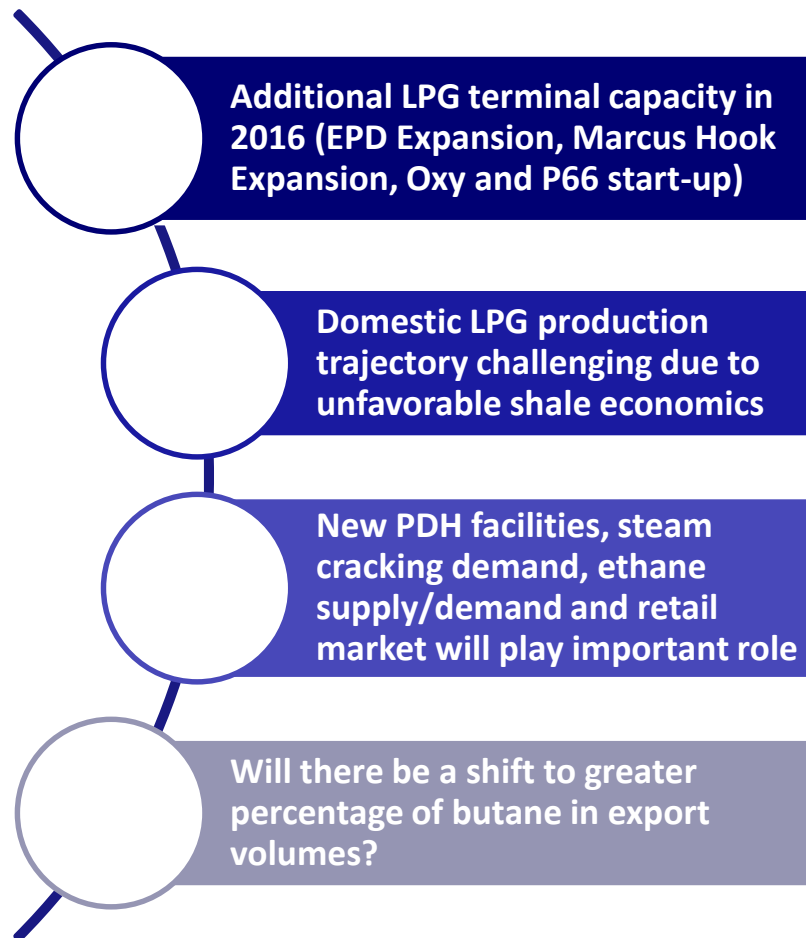 Additional LPG terminal capacity in
2016 (EPD Expansion, Marcus Hook
Expansion, Oxy and P66 start-up)
Domestic LPG production
trajectory challenging due to
unfavorable shale economics
New PDH facilities, steam
cracking demand, ethane
supply/demand and retail
market will play important role
Will there be a shift to greater
percentage of butane in export
volumes?